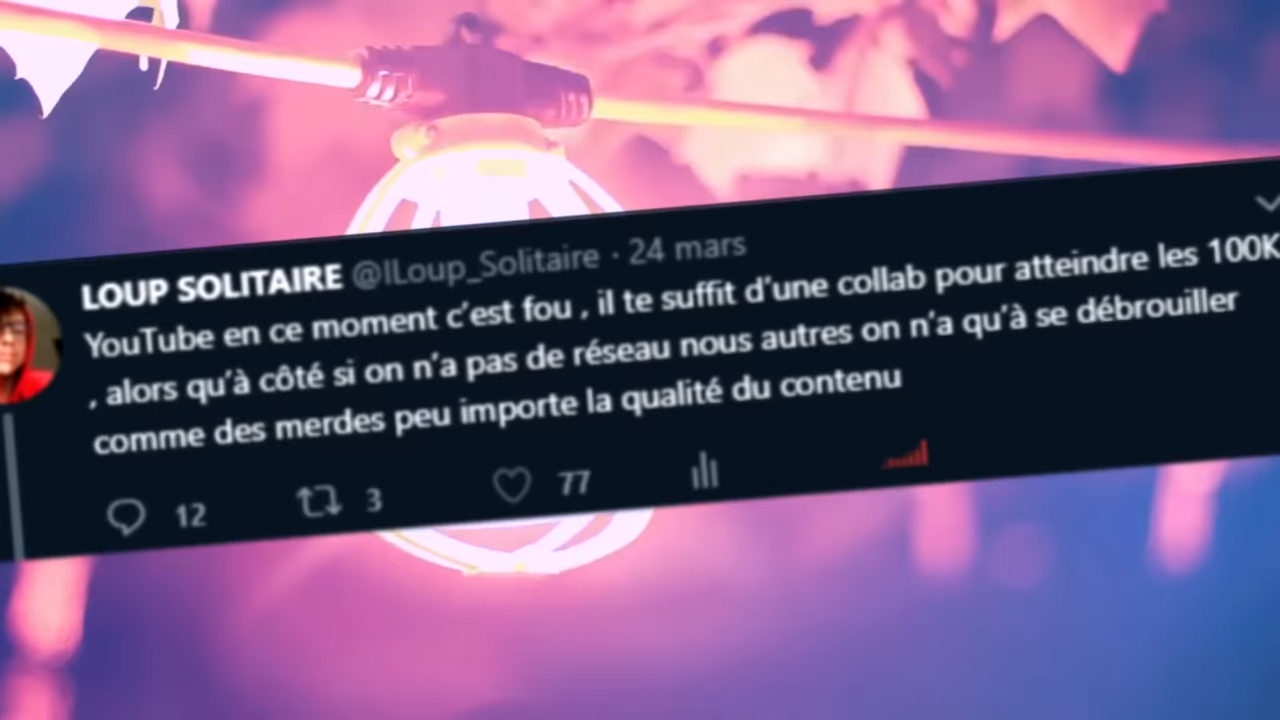 LOUP SOLITAIRE @lLoup_Solitaire · 24 mars
YouTube en ce moment c'est fou , il te suffit d'une collab pour atteindre les 100K
, alors qu'à côté si on n'a pas de réseau nous autres on n'a qu'à se débrouiller
comme des merdes peu importe la qualité du contenu
12 3 77